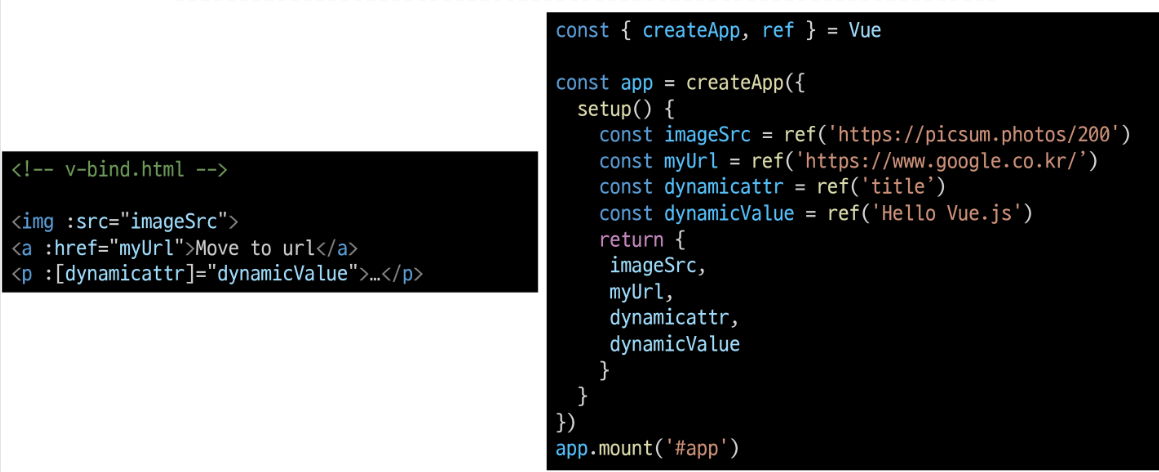 <!-- v-bind.html -->
<img :src="imageSrc">
<a :href="myUrl">Move to url</a>
<p :[dynamicattr]="dynamicValue">…</p>
const { createApp, ref } = Vue
const app = createApp({
  setup() {
    const imageSrc = ref('https://picsum.photos/200')
    const myUrl = ref('https://www.google.co.kr/’)
    const dynamicattr = ref('title’)
    const dynamicValue = ref('Hello Vue.js')
    return {
     imageSrc,
     myUrl,
     dynamicattr,
     dynamicValue
    }
  }
})
app.mount('#app')